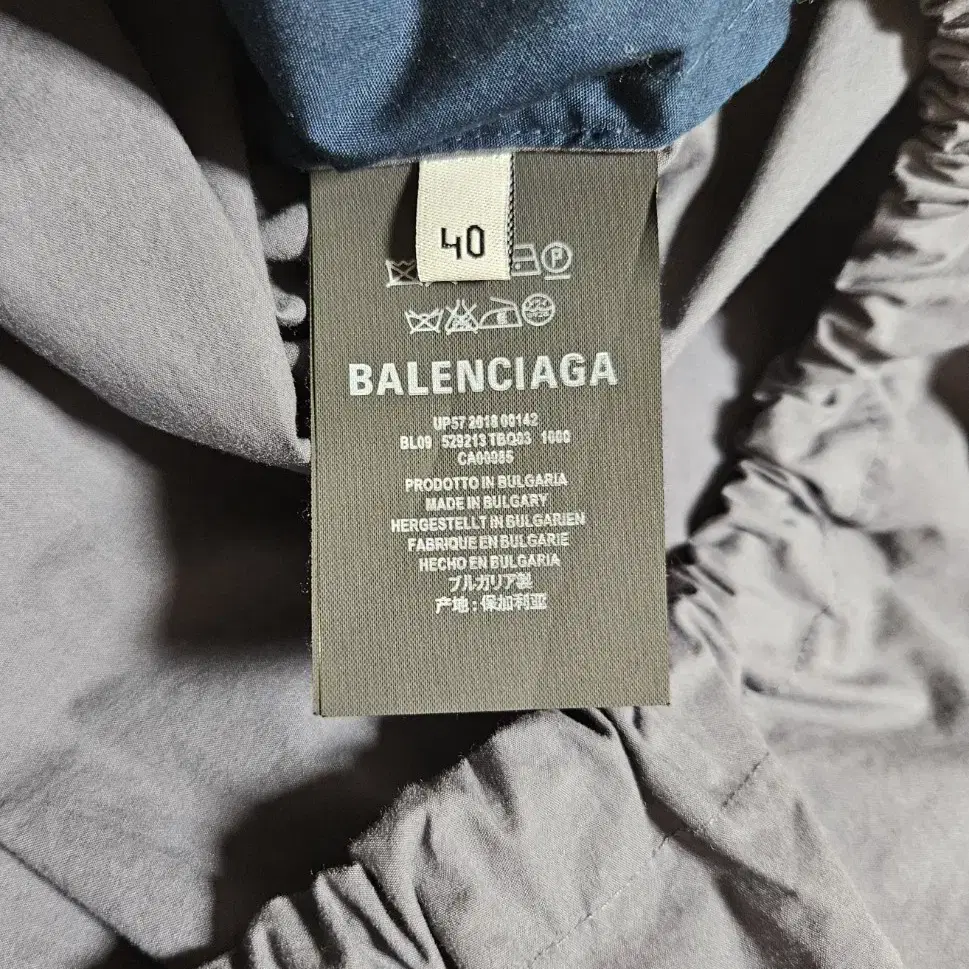 40
P
BALENCIAGA
UP57 2018 00142
BL09 529213 TBQ03 1000
CA00085
PRODOTTO IN BULGARIA
MADE IN BULGARY
HERGESTELLT IN BULGARIEN
FABRIQUE EN BULGARIE
HECHO EN BULGARIA
ブルガリア製
产地：保加利亚